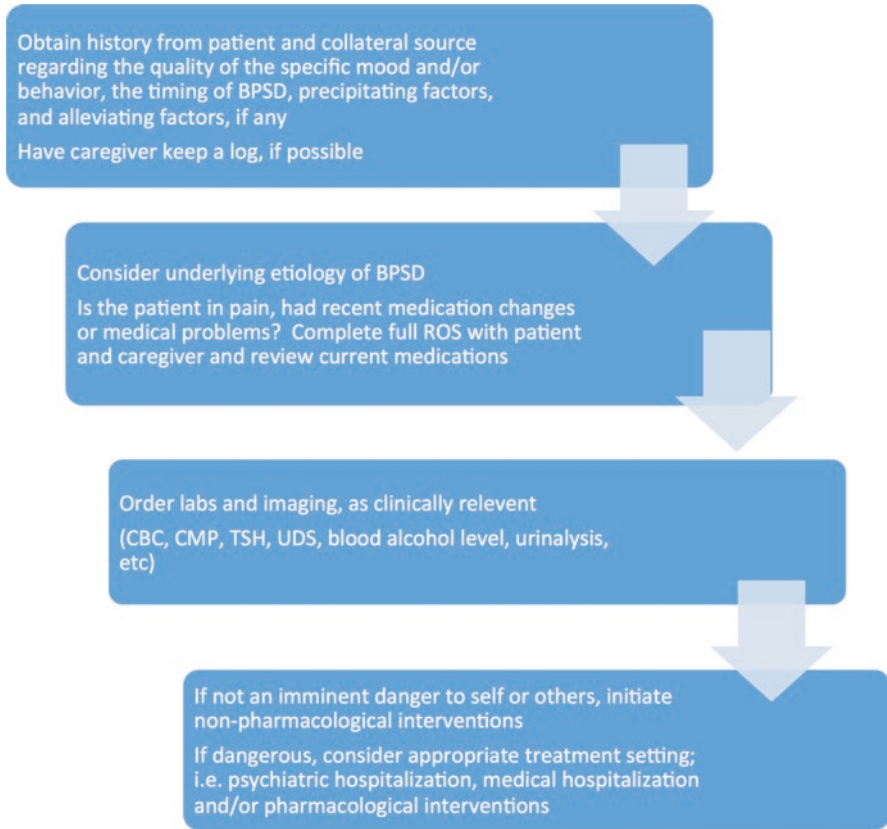 Obtain history from patient and collateral source
regarding the quality of the specific mood and/or
behavior, the timing of BPSD, precipitating factors,
and alleviating factors, if any
Have caregiver keep a log, if possible
Consider underlying etiology of BPSD
Is the patient in pain, had recent medication changes
or medical problems? Complete full ROS with patient
and caregiver and review current medications
Order labs and imaging, as clinically relevent
(CBC, CMP, TSH, UDS, blood alcohol level, urinalysis,
etc)
If not an imminent danger to self or others, initiate
non-pharmacological interventions
If dangerous, consider appropriate treatment setting;
i.e. psychiatric hospitalization, medical hospitalization
and/or pharmacological interventions